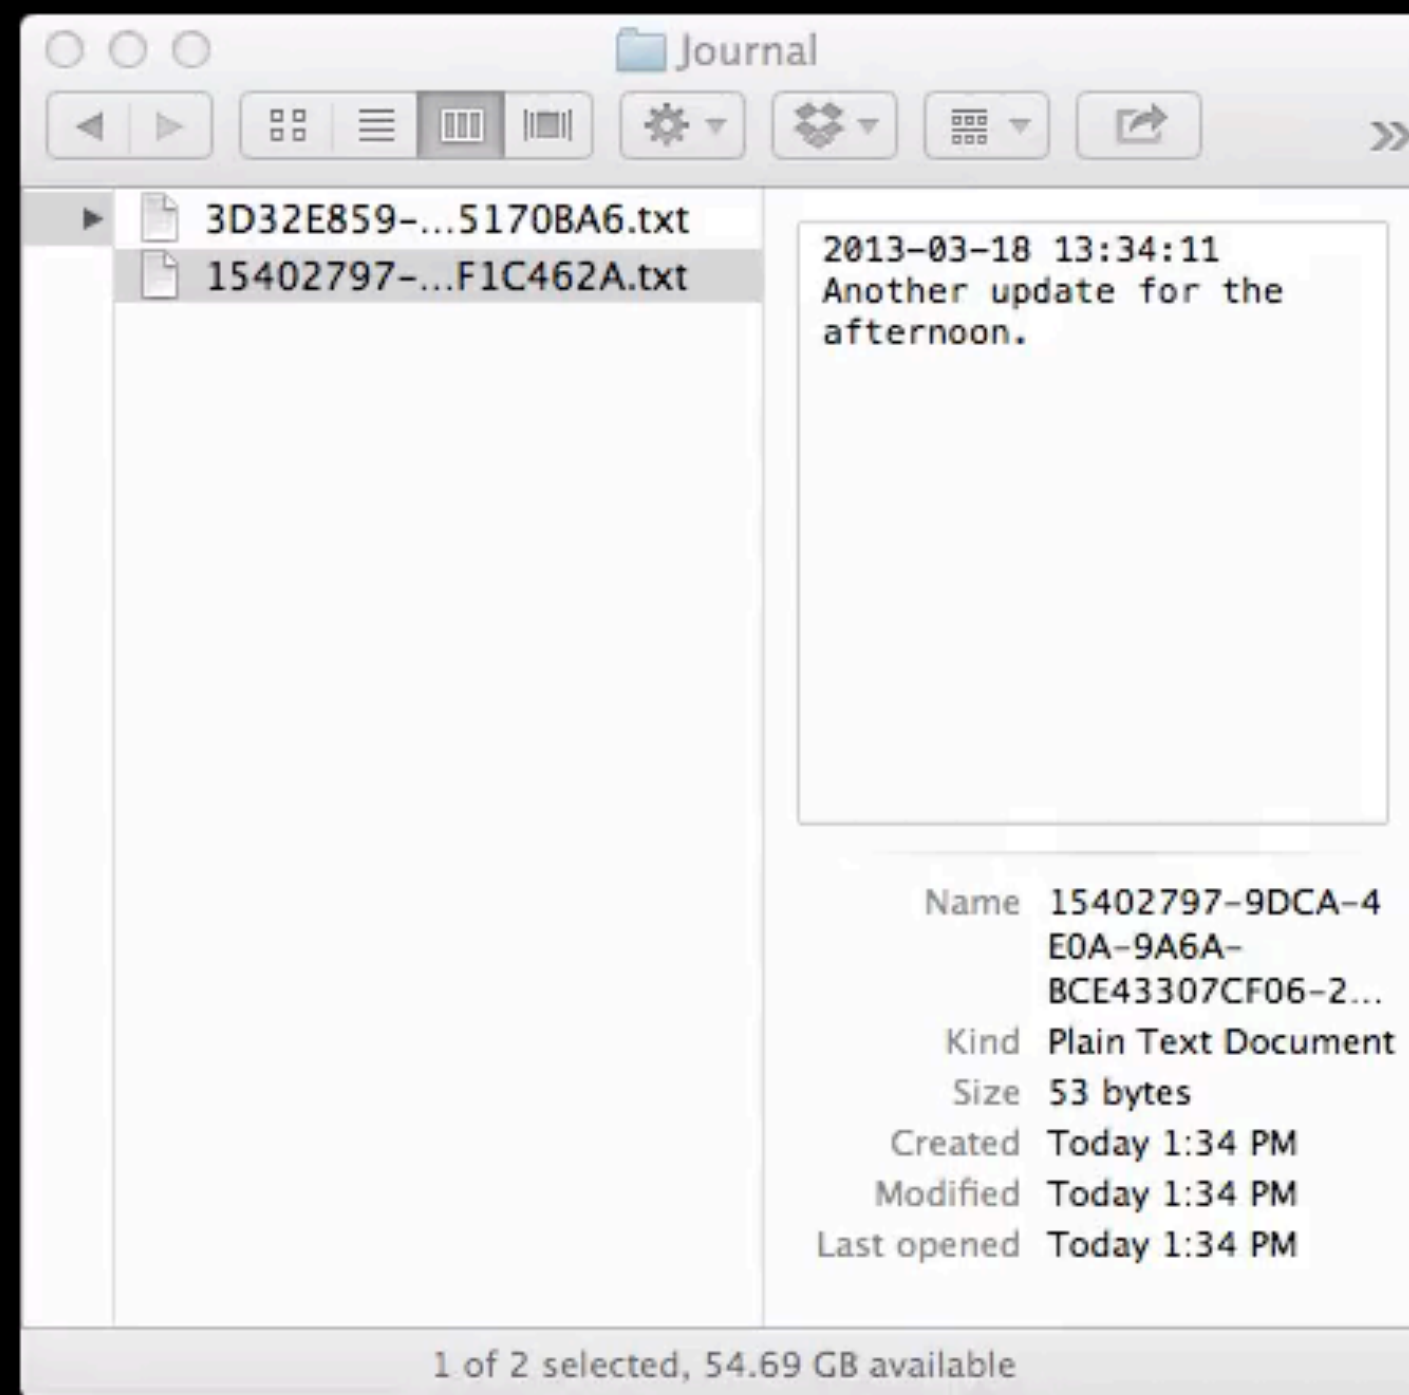 Journal
3D32E859-...5170BA6.txt
15402797-...F1C462A.txt
2013-03-18 13:34:11
Another update for the
afternoon.
Name 15402797-9DCA-4
E0A-9A6A-
BCE43307CF06-2...
Kind Plain Text Document
Size 53 bytes
Created Today 1:34 PM
Modified Today 1:34 PM
Last opened Today 1:34 PM
1 of 2 selected, 54.69 GB available